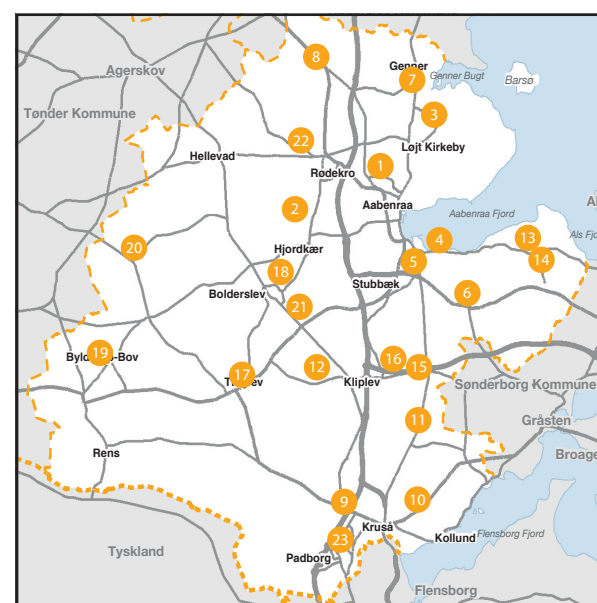 8
Genner
Agerskov
7
Genner Bugt
Barsø
Tønder Kommune
3
22
Løjt Kirkeby
Hellevad
1
Rødekro
Aabenraa
2
Aabenraa Fjord
Als Fj
20
4
13
Hjordkær
5
14
18
Stubbæk
Bolderslev
6
21
19
Bov
16
12
15
17
Kliplev
Sønderborg Kommune
11
Gråsten
Rens
Broage
9
10
Kruså
23
Kollund
Flensborg Fjord
Tyskland
Padborg
Flensborg